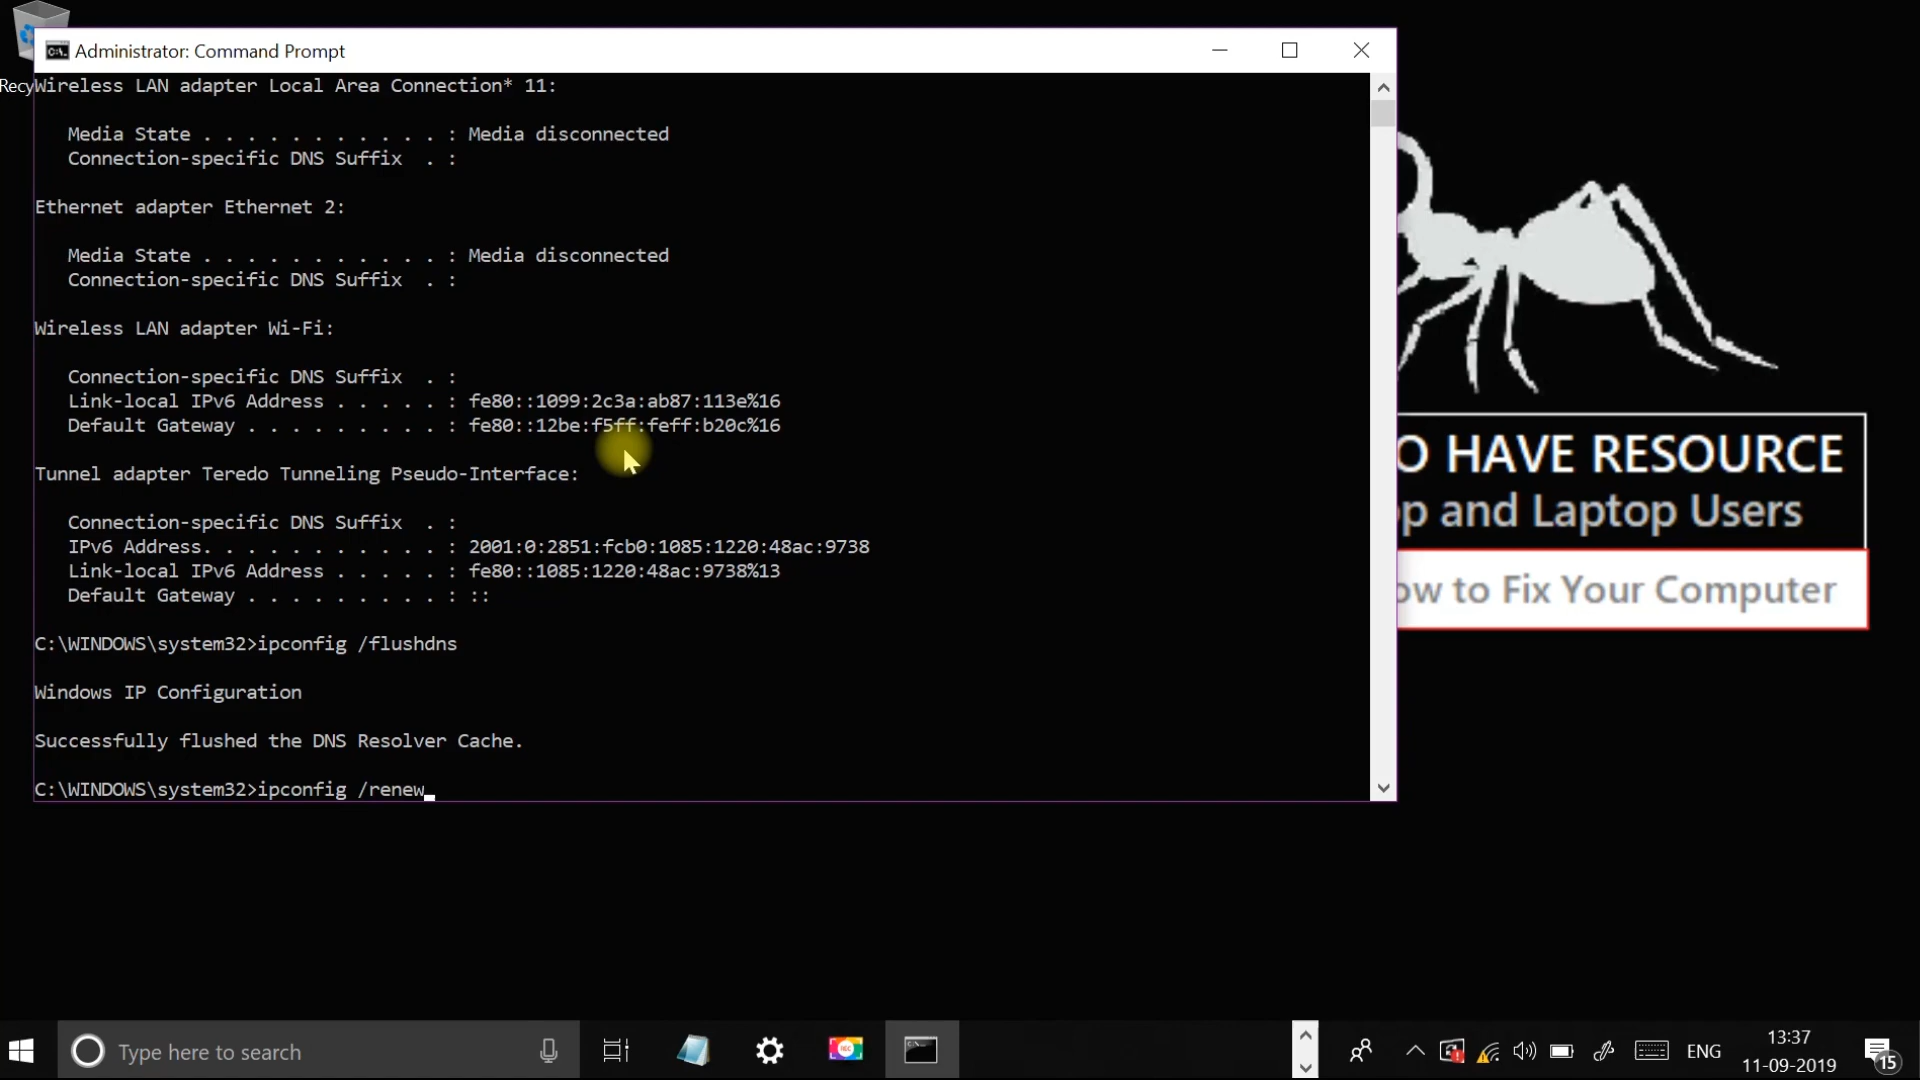 Administrator: Command Prompt
Recy
Wireless LAN adapter Local Area Connection* 11:
Media State . . . . . . . . . . . : Media disconnected
Connection-specific DNS Suffix  . :
Ethernet adapter Ethernet 2:
Media State . . . . . . . . . . . : Media disconnected
Connection-specific DNS Suffix  . :
Wireless LAN adapter Wi-Fi:
Connection-specific DNS Suffix  . :
Link-local IPv6 Address . . . . . : fe80::1099:2c3a:ab87:113e%16
Default Gateway . . . . . . . . . : fe80::12be:f5ff:feff:b20c%16
Tunnel adapter Teredo Tunneling Pseudo-Interface:
Connection-specific DNS Suffix  . :
IPv6 Address. . . . . . . . . . . : 2001:0:2851:fcb0:1085:1220:48ac:9738
Link-local IPv6 Address . . . . . : fe80::1085:1220:48ac:9738%13
Default Gateway . . . . . . . . . : ::
C:\WINDOWS\system32>ipconfig /flushdns
Windows IP Configuration
Successfully flushed the DNS Resolver Cache.
C:\WINDOWS\system32>ipconfig /renew
O HAVE RESOURCE
p and Laptop Users
ow to Fix Your Computer
Type here to search
REC
ENG
13:37
11-09-2019
15